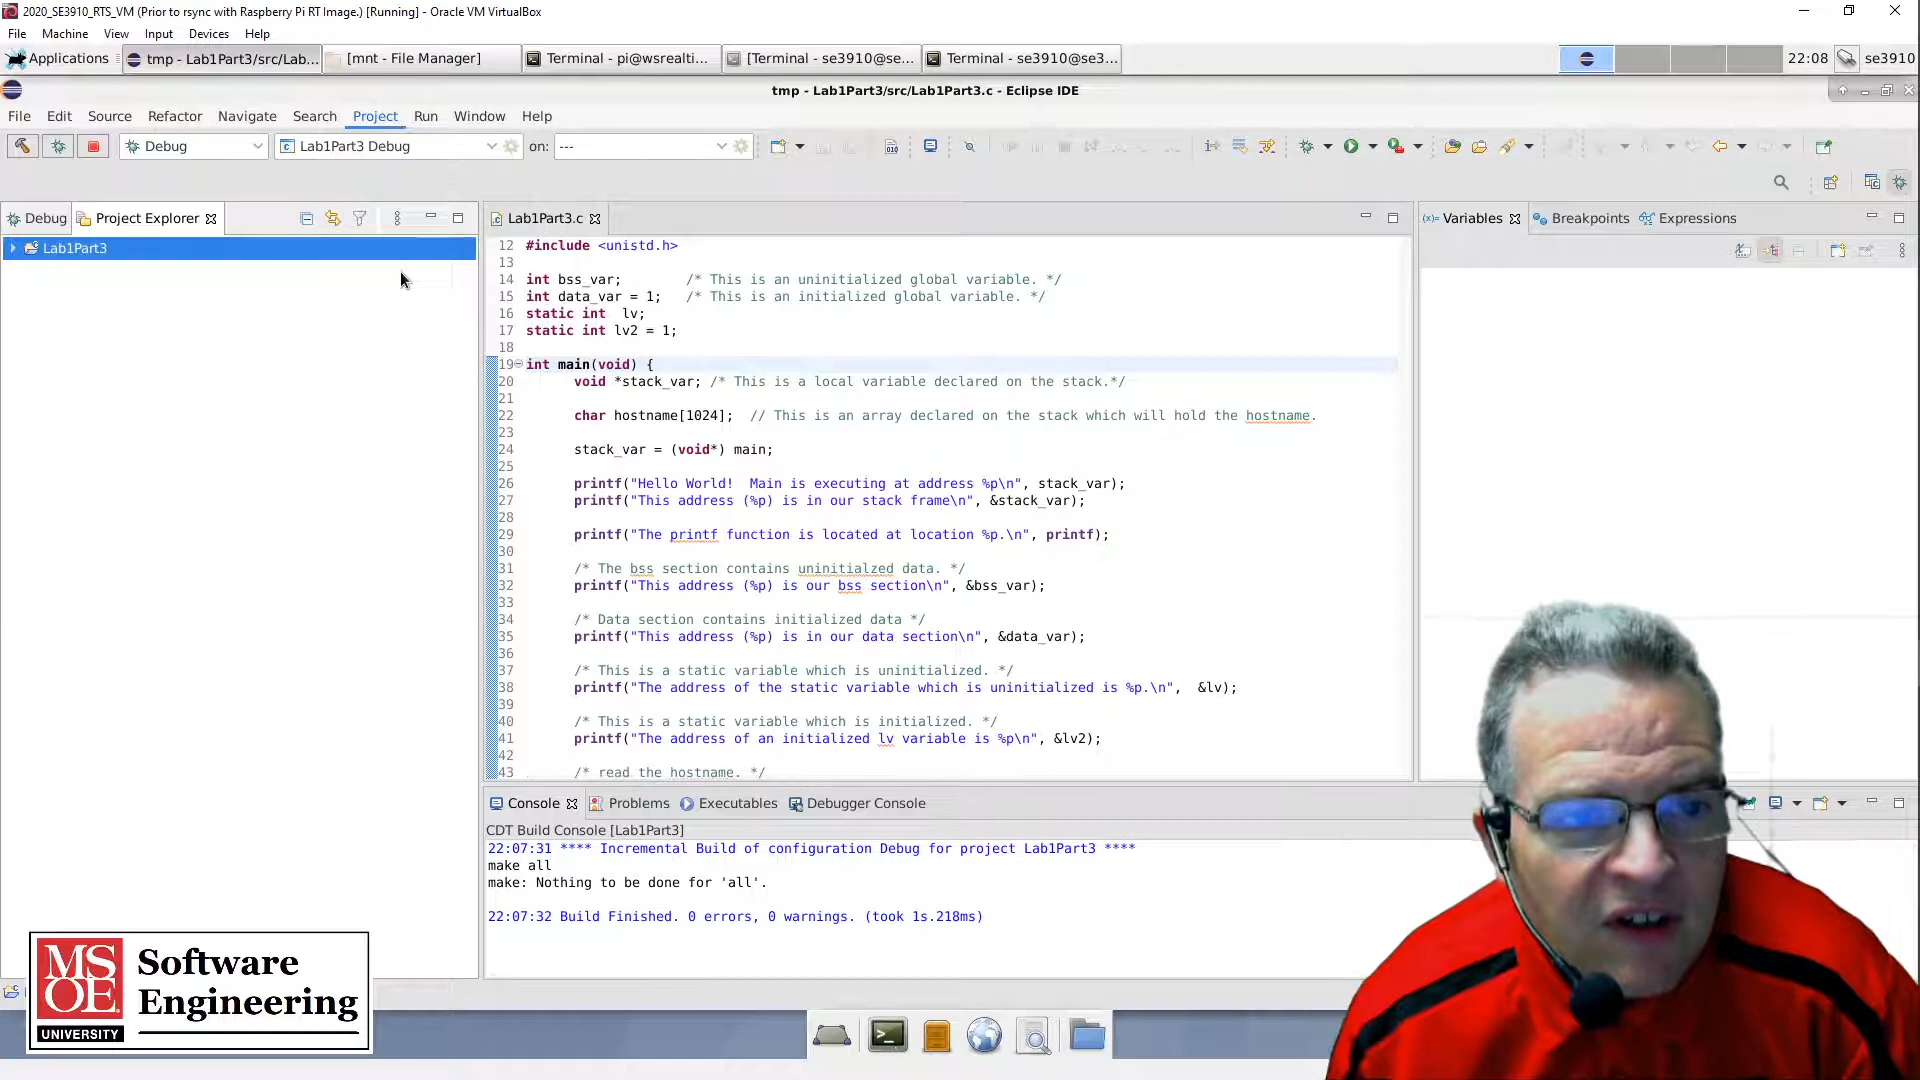 2020_SE3910_RTS_VM (Prior to rsync with Raspberry Pi RT Image.) [Running] - Oracle VM VirtualBox
File Machine View Input Devices Help
Applications tmp - Lab1Part3/src/Lab... [mnt - File Manager] Terminal - pi@wsrealti... [Terminal - se3910@se... Terminal - se3910@se3... 22:08 se3910
tmp - Lab1Part3/src/Lab1Part3.c - Eclipse IDE
File Edit Source Refactor Navigate Search Project Run Window Help
Debug Lab1Part3 Debug on: ---
Debug Project Explorer Lab1Part3.c (x)= Variables Breakpoints Expressions
Lab1Part3
12 #include <unistd.h>
13
14 int bss_var; /* This is an uninitialized global variable. */
15 int data_var = 1; /* This is an initialized global variable. */
16 static int lv;
17 static int lv2 = 1;
18
19 int main(void) {
20 void *stack_var; /* This is a local variable declared on the stack.*/
21
22 char hostname[1024]; // This is an array declared on the stack which will hold the hostname.
23
24 stack_var = (void*) main;
25
26 printf("Hello World! Main is executing at address %p\n", stack_var);
27 printf("This address (%p) is in our stack frame\n", &stack_var);
28
29 printf("The printf function is located at location %p.\n", printf);
30
31 /* The bss section contains uninitialzed data. */
32 printf("This address (%p) is our bss section\n", &bss_var);
33
34 /* Data section contains initialized data */
35 printf("This address (%p) is in our data section\n", &data_var);
36
37 /* This is a static variable which is uninitialized. */
38 printf("The address of the static variable which is uninitialized is %p.\n", &lv);
39
40 /* This is a static variable which is initialized. */
41 printf("The address of an initialized lv variable is %p\n", &lv2);
42
43 /* read the hostname. */
Console Problems Executables Debugger Console
CDT Build Console [Lab1Part3]
22:07:31 **** Incremental Build of configuration Debug for project Lab1Part3 ****
make all
make: Nothing to be done for 'all'.
22:07:32 Build Finished. 0 errors, 0 warnings. (took 1s.218ms)
MSOE
UNIVERSITY
Software
Engineering